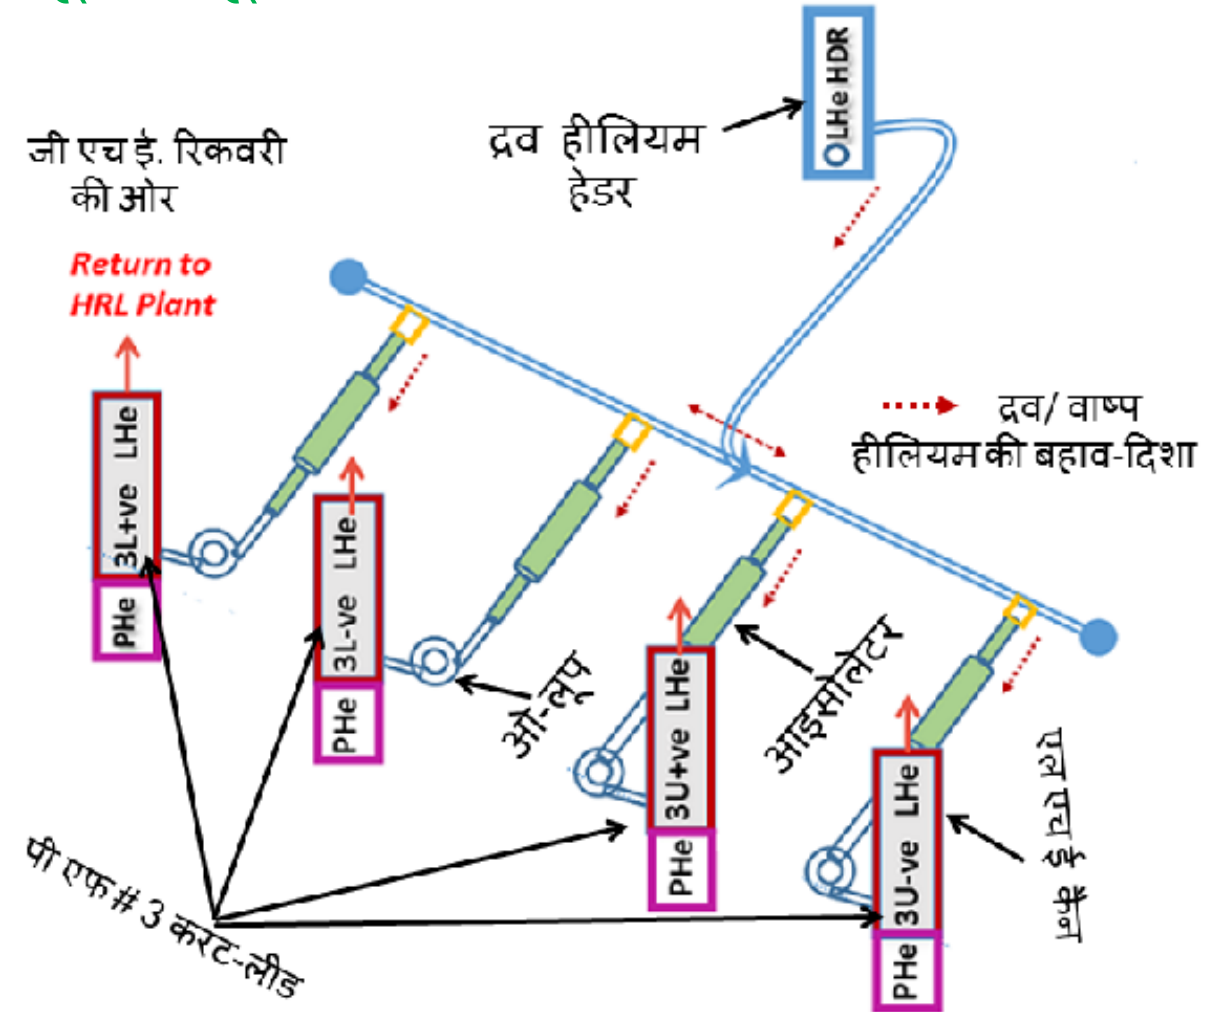 OLHe HDR
द्रव हीलियम
हेडर
जी एच ई. रिकवरी
की ओर
Return to
HRL Plant
द्रव/ वाष्प
हीलियम की बहाव-दिशा
3L+ve LHe
PHe
3L-ve LHe
PHe
3U+ve LHe
PHe
3U-ve LHe
PHe
ओ-लूप
आइसोलेटर
एल एच ई कैन
पी एफ # 3 करंट-लीड